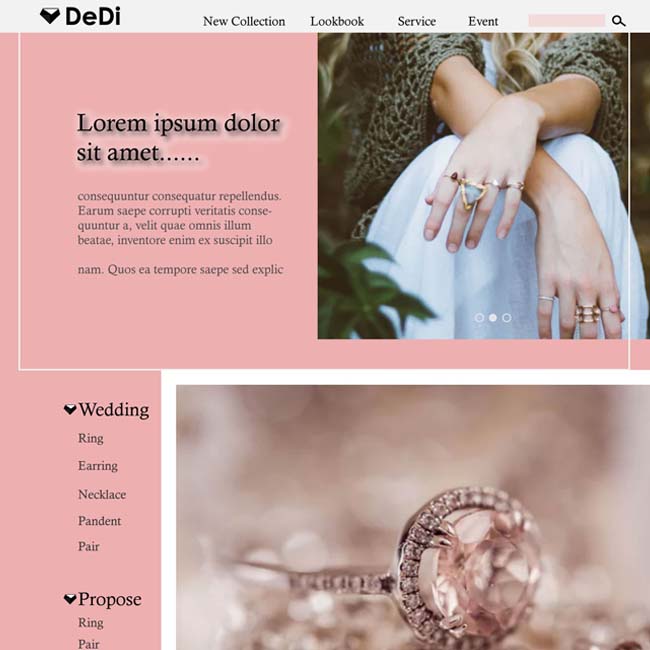 DeDi
New Collection Lookbook Service Event
Lorem ipsum dolor
sit amet......
consequuntur consequatur repellendus.
Earum saepe corrupti veritatis conse-
quuntur a, velit quae omnis illum
beatae, inventore enim ex suscipit illo
nam. Quos ea tempore saepe sed explic
Wedding
Ring
Earring
Necklace
Pandent
Pair
Propose
Ring
Pair